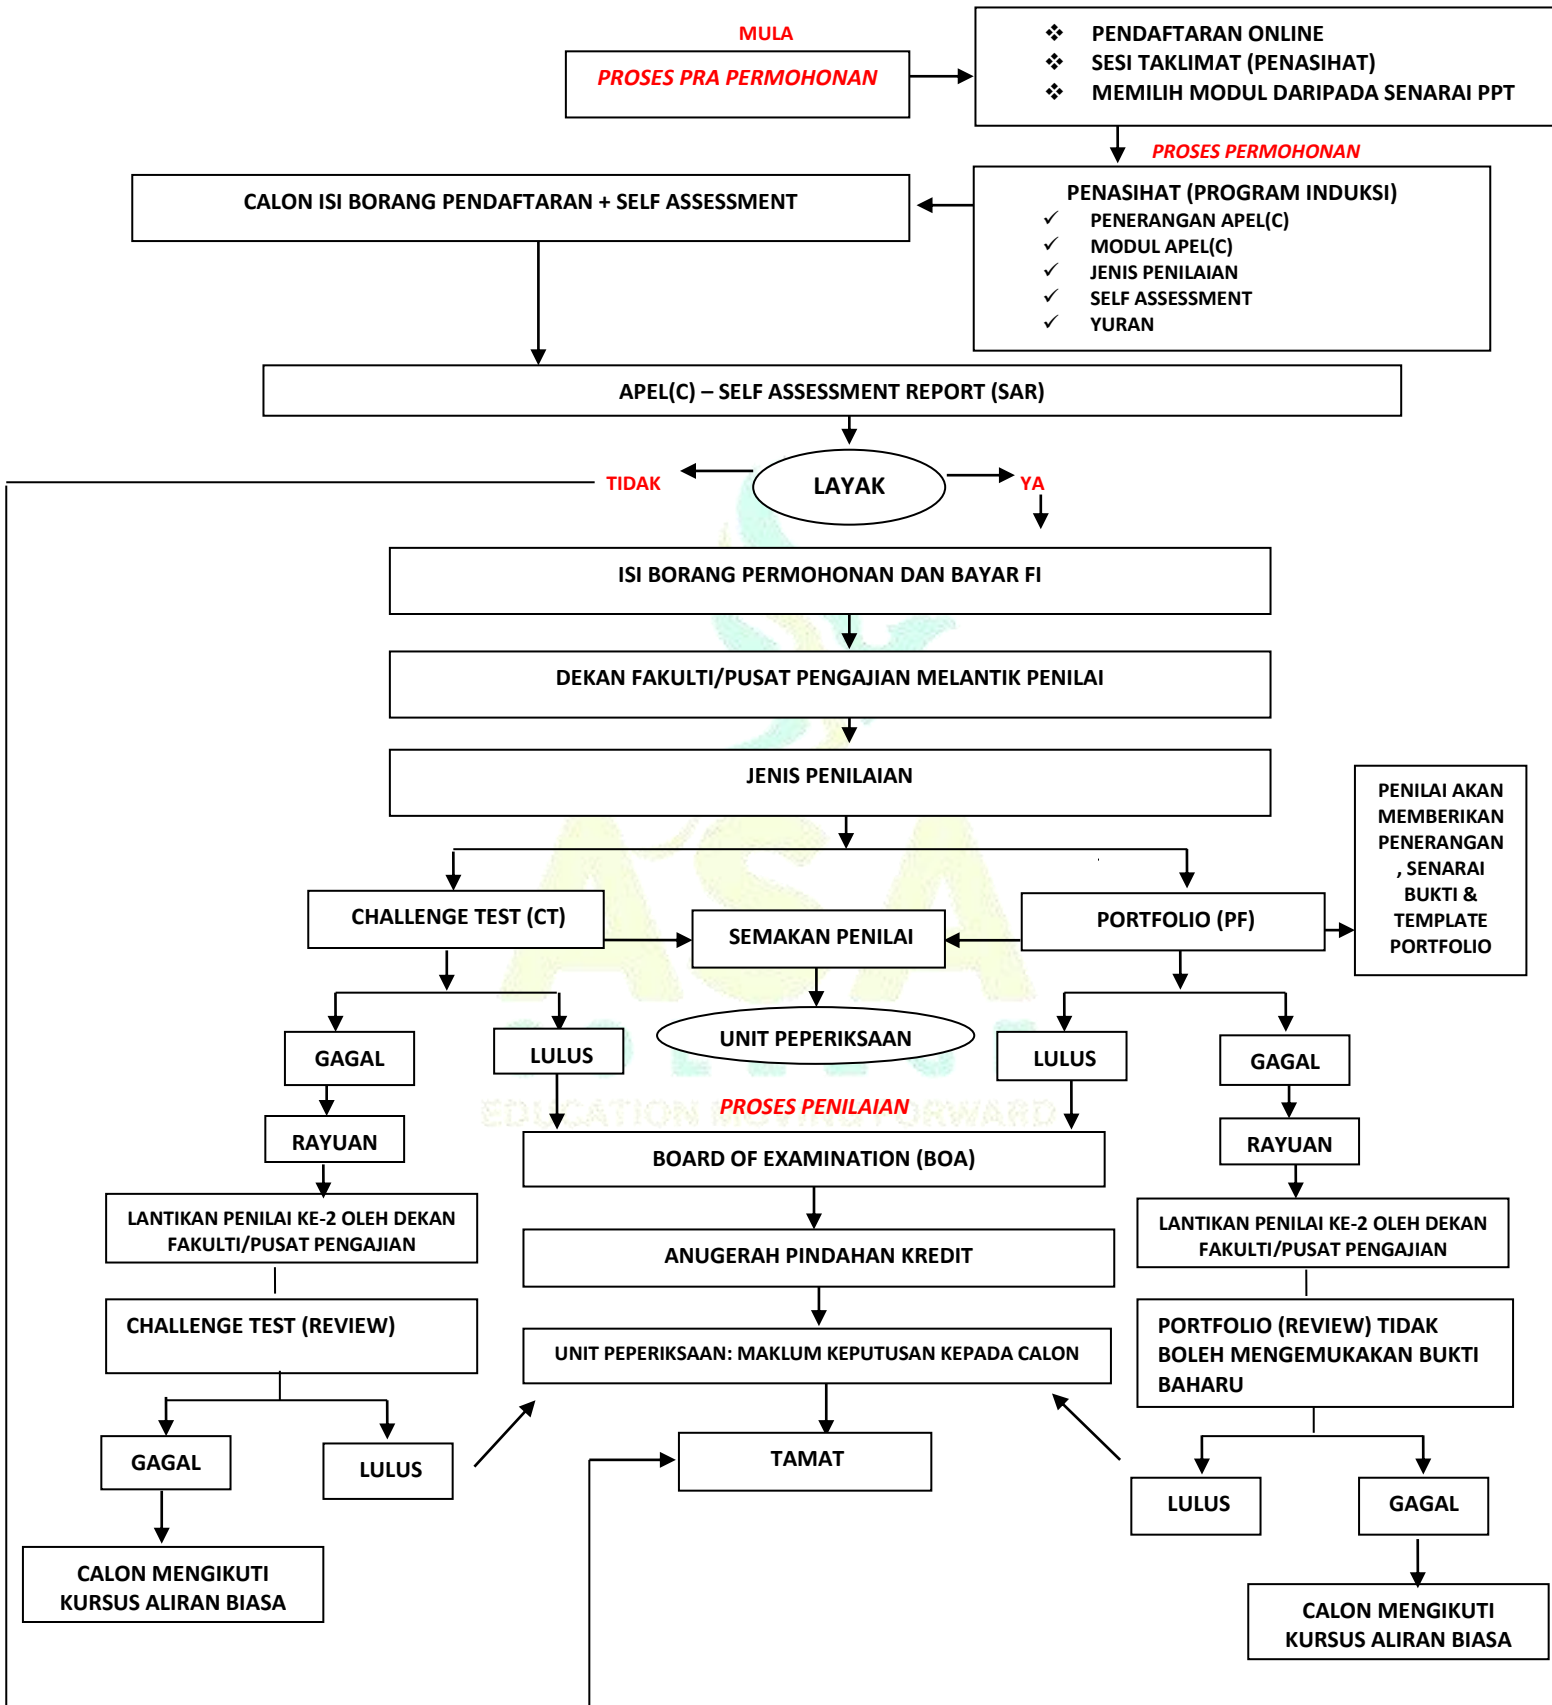 MULA
PROSES PRA PERMOHONAN
❖ PENDAFTARAN ONLINE
❖ SESI TAKLIMAT (PENASIHAT)
❖ MEMILIH MODUL DARIPADA SENARAI PPT
PROSES PERMOHONAN
PENASIHAT (PROGRAM INDUKSI)
✓ PENERANGAN APEL(C)
✓ MODUL APEL(C)
✓ JENIS PENILAIAN
✓ SELF ASSESSMENT
✓ YURAN
CALON ISI BORANG PENDAFTARAN + SELF ASSESSMENT
APEL(C) – SELF ASSESSMENT REPORT (SAR)
LAYAK
TIDAK
YA
ISI BORANG PERMOHONAN DAN BAYAR FI
DEKAN FAKULTI/PUSAT PENGAJIAN MELANTIK PENILAI
JENIS PENILAIAN
PENILAI AKAN
MEMBERIKAN
PENERANGAN
, SENARAI
BUKTI &
TEMPLATE
PORTFOLIO
CHALLENGE TEST (CT)
SEMAKAN PENILAI
PORTFOLIO (PF)
ASA
UNIT PEPERIKSAAN
GAGAL
LULUS
LULUS
GAGAL
EDUCATION MOVING FORWARD
PROSES PENILAIAN
RAYUAN
BOARD OF EXAMINATION (BOA)
RAYUAN
LANTIKAN PENILAI KE-2 OLEH DEKAN
FAKULTI/PUSAT PENGAJIAN
ANUGERAH PINDAHAN KREDIT
LANTIKAN PENILAI KE-2 OLEH DEKAN
FAKULTI/PUSAT PENGAJIAN
CHALLENGE TEST (REVIEW)
UNIT PEPERIKSAAN: MAKLUM KEPUTUSAN KEPADA CALON
PORTFOLIO (REVIEW) TIDAK
BOLEH MENGEMUKAKAN BUKTI
BAHARU
GAGAL
LULUS
TAMAT
LULUS
GAGAL
CALON MENGIKUTI
KURSUS ALIRAN BIASA
CALON MENGIKUTI
KURSUS ALIRAN BIASA